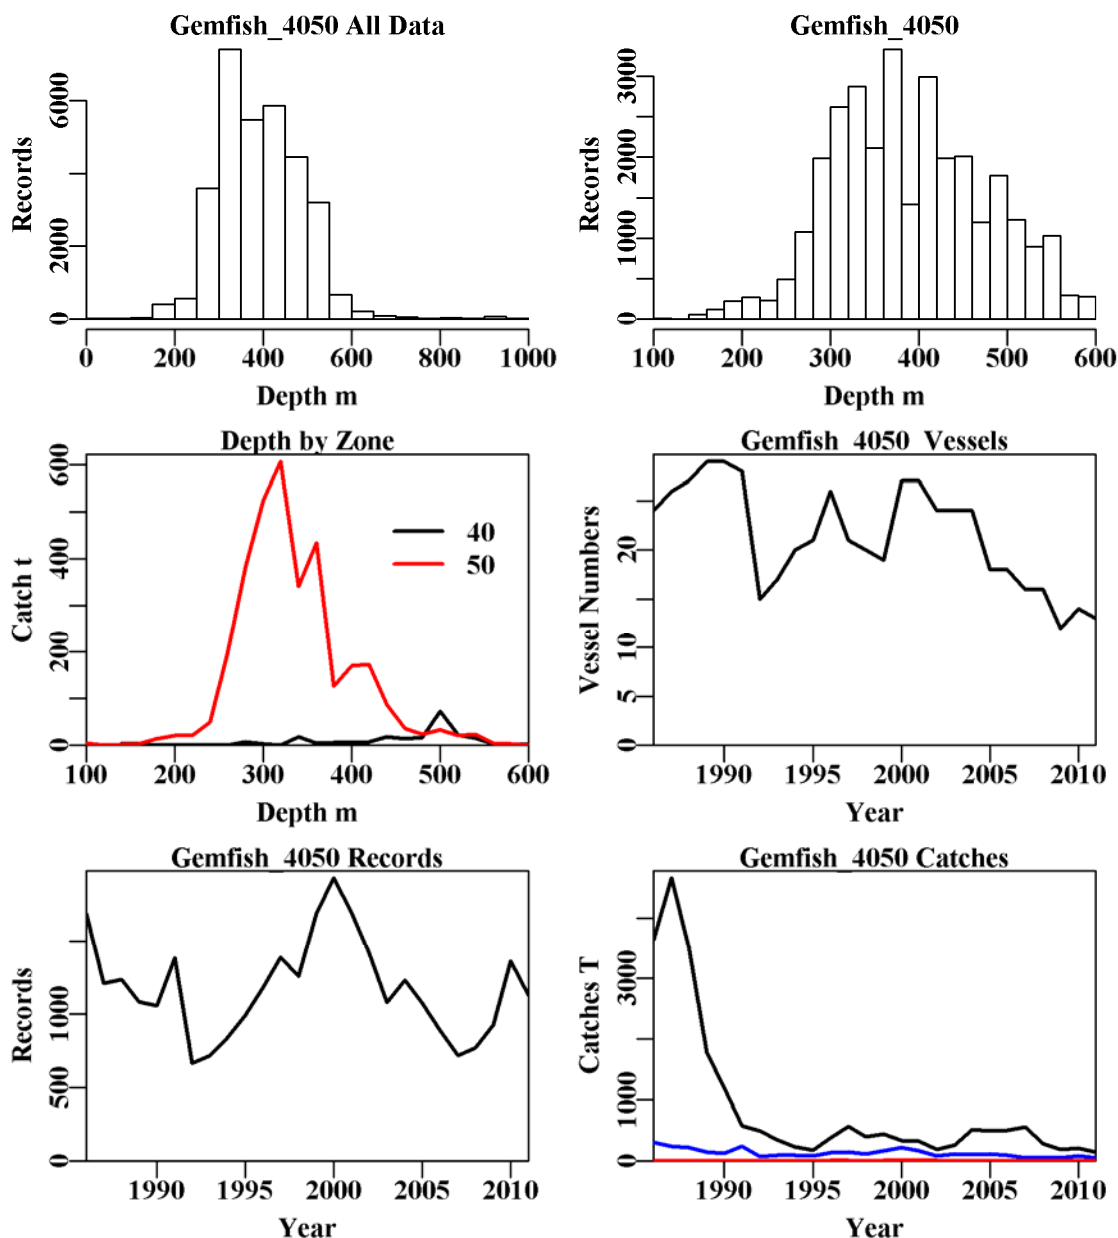 Gemfish_4050 All Data
Records
0
2000
6000
0 200 400 600 800 1000
Depth m
Gemfish_4050
Records
0
1000
2000
3000
100 200 300 400 500 600
Depth m
Depth by Zone
Catch t
0
200
400
600
40
50
100 200 300 400 500 600
Depth m
Gemfish_4050_Vessels
Vessel Numbers
0
5
10
20
1990 1995 2000 2005 2010
Year
Gemfish_4050 Records
Records
0
500
1000
1990 1995 2000 2005 2010
Year
Gemfish_4050 Catches
Catches T
0
1000
3000
1990 1995 2000 2005 2010
Year